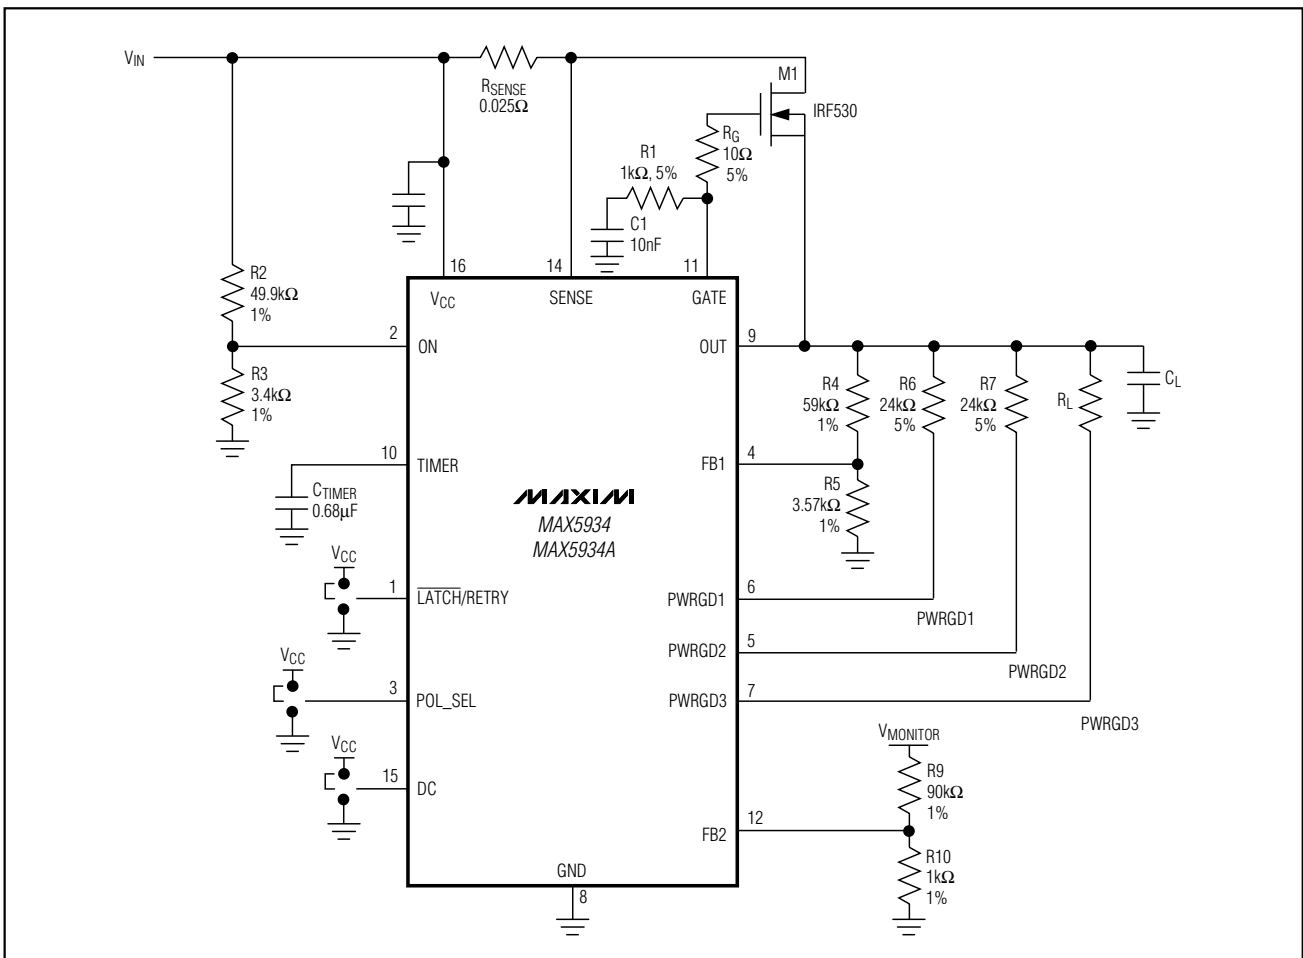 VIN
RSENSE
0.025Ω
M1
IRF530
RG
10Ω
5%
R1
1kΩ, 5%
C1
10nF
16
14
11
VCC
SENSE
GATE
R2
49.9kΩ
1%
2
ON
OUT
9
R3
3.4kΩ
1%
R4
59kΩ
1%
R6
24kΩ
5%
R7
24kΩ
5%
RL
CL
10
TIMER
FB1
4
CTIMER
0.68µF
R5
3.57kΩ
1%
MAXIM
MAX5934
MAX5934A
VCC
1
LATCH/RETRY
PWRGD1
6
PWRGD1
VCC
3
POL_SEL
PWRGD2
5
PWRGD2
PWRGD3
7
PWRGD3
VCC
15
DC
VMONITOR
R9
90kΩ
1%
FB2
12
R10
1kΩ
1%
GND
8